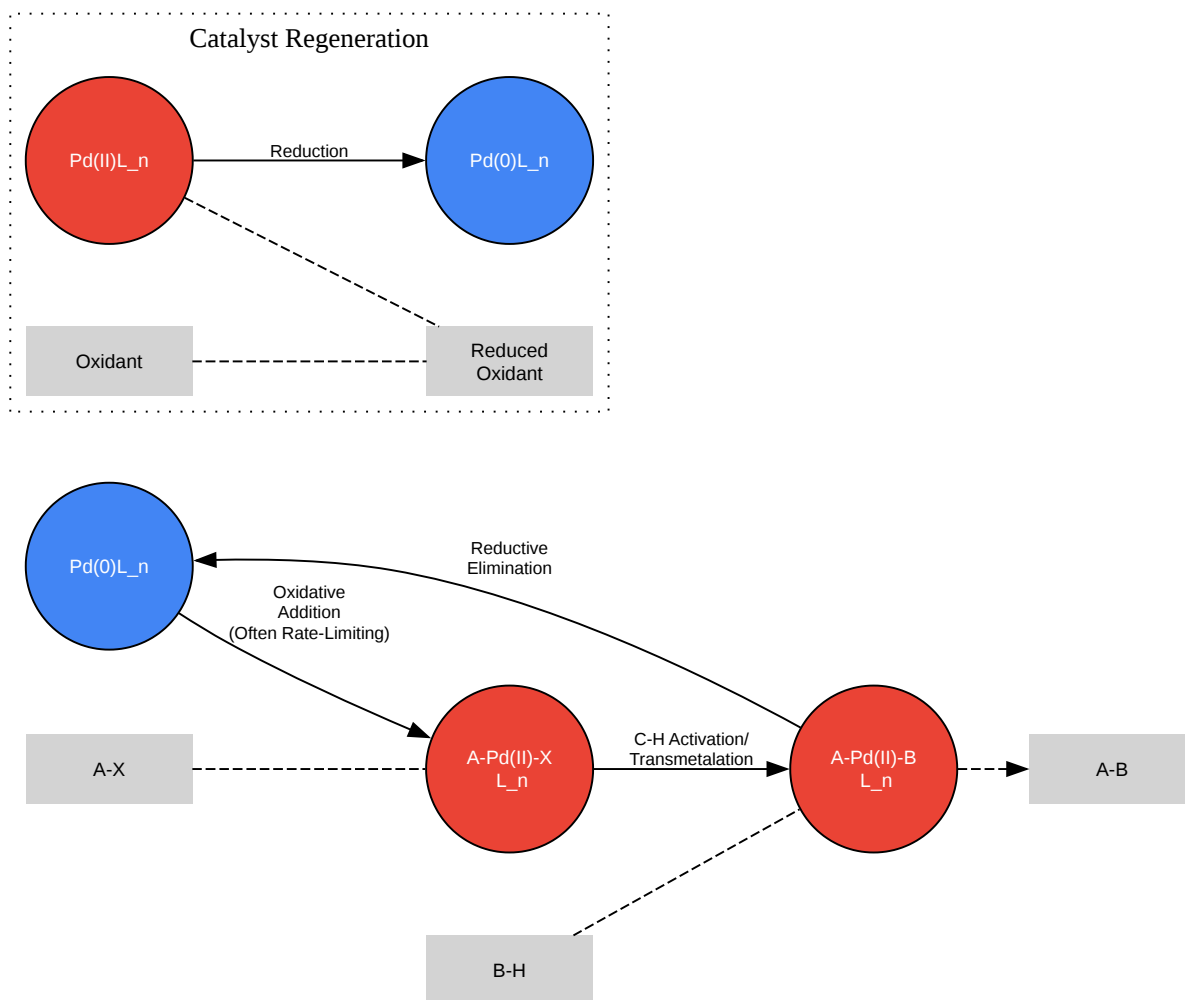 Catalyst Regeneration
Pd(II)L_n
Reduction
Pd(0)L_n
Oxidant
Reduced
Oxidant
Pd(0)L_n
Reductive
Elimination
Oxidative
Addition
(Often Rate-Limiting)
A-X
A-Pd(II)-X
L_n
C-H Activation/
Transmetalation
A-Pd(II)-B
L_n
A-B
B-H